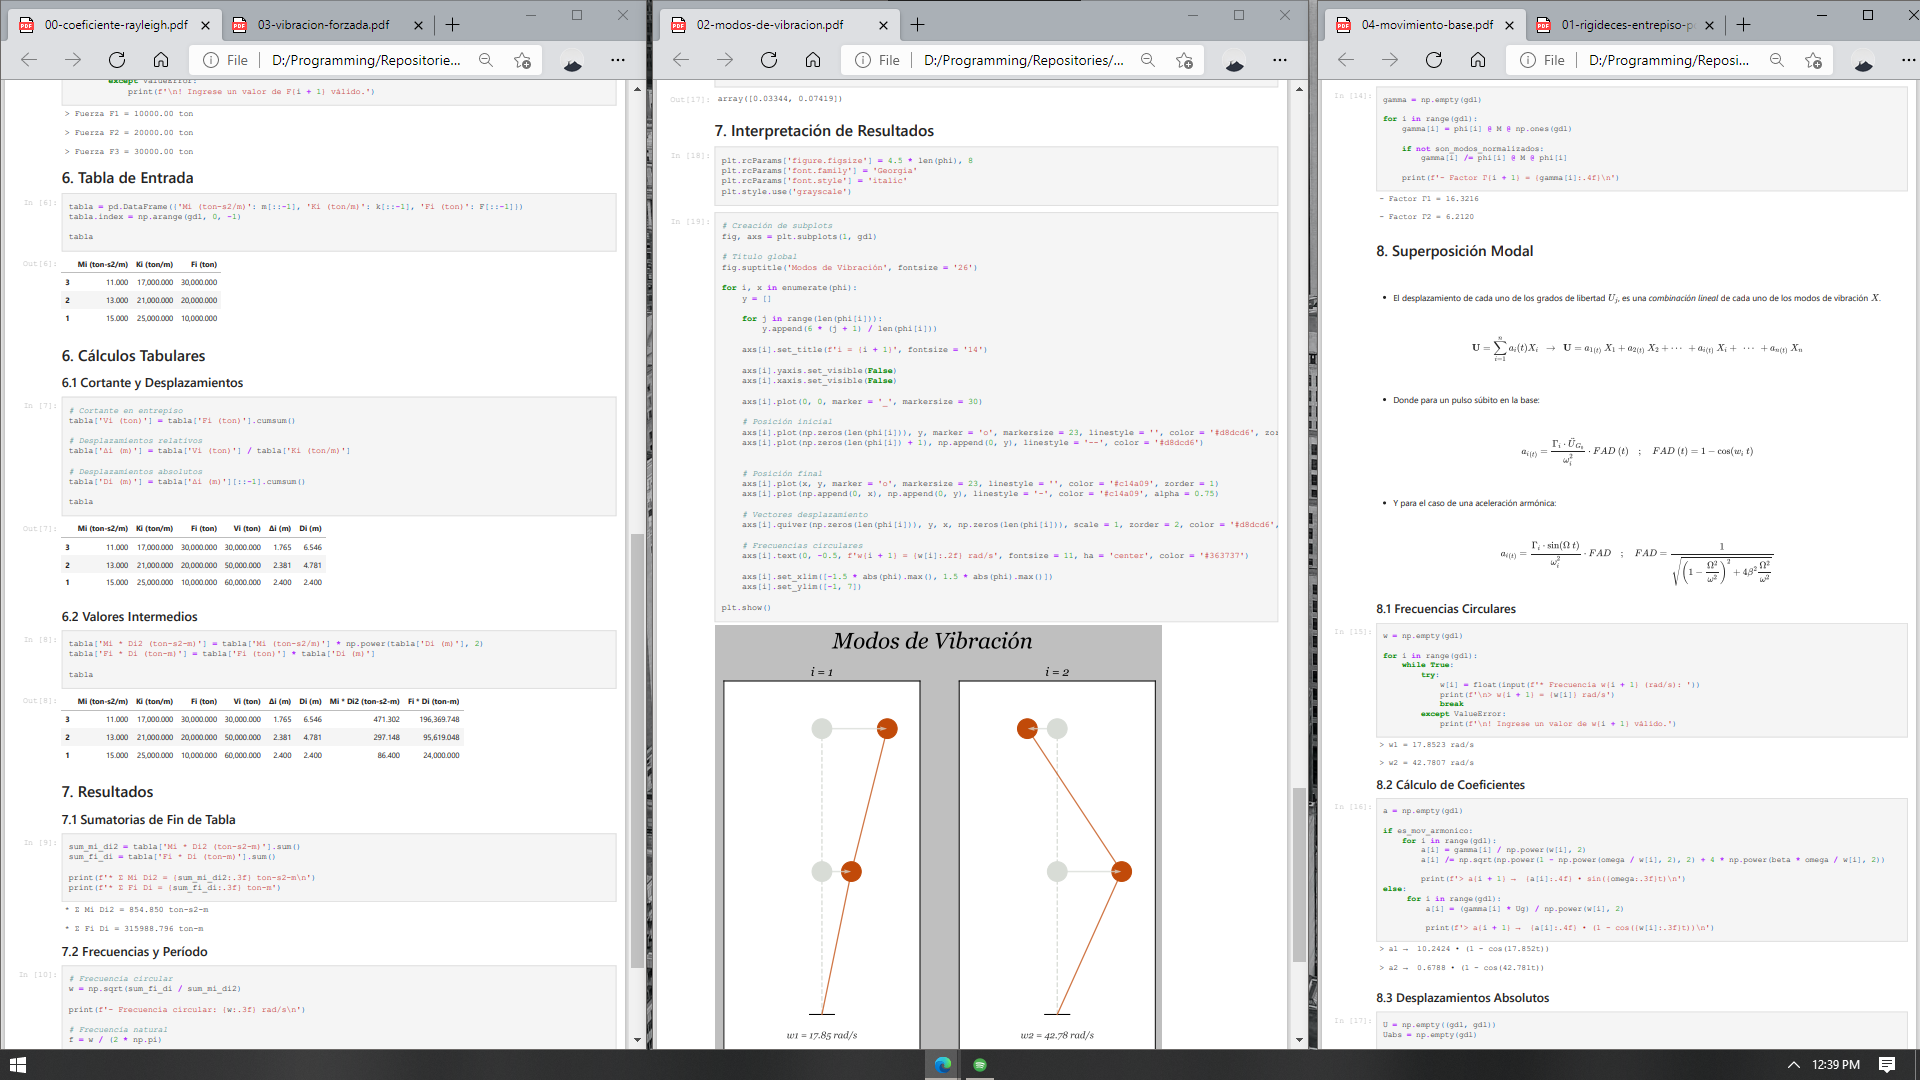 00-coeficiente-rayleigh.pdf
03-vibracion-forzada.pdf
File
D:/Programming/Repositorie...
except ValueError:
print(f'\n! Ingrese un valor de F{i + 1} válido.')
> Fuerza F1 = 10000.00 ton
> Fuerza F2 = 20000.00 ton
> Fuerza F3 = 30000.00 ton
6. Tabla de Entrada
In [6]:
tabla = pd.DataFrame({'Mi (ton-s2/m)': m[::-1], 'Ki (ton/m)': k[::-1], 'Fi (ton)': F[::-1]})
tabla.index = np.arange(gdl, 0, -1)
tabla
Out[6]:
Mi (ton-s2/m) Ki (ton/m) Fi (ton)
3 11.000 17,000.000 30,000.000
2 13.000 21,000.000 20,000.000
1 15.000 25,000.000 10,000.000
6. Cálculos Tabulares
6.1 Cortante y Desplazamientos
In [7]:
# Cortante en entrepiso
tabla['Vi (ton)'] = tabla['Fi (ton)'].cumsum()
# Desplazamientos relativos
tabla['Δi (m)'] = tabla['Vi (ton)'] / tabla['Ki (ton/m)']
# Desplazamientos absolutos
tabla['Di (m)'] = tabla['Δi (m)'][::-1].cumsum()
tabla
Out[7]:
Mi (ton-s2/m) Ki (ton/m) Fi (ton) Vi (ton) Δi (m) Di (m)
3 11.000 17,000.000 30,000.000 30,000.000 1.765 6.546
2 13.000 21,000.000 20,000.000 50,000.000 2.381 4.781
1 15.000 25,000.000 10,000.000 60,000.000 2.400 2.400
6.2 Valores Intermedios
In [8]:
tabla['Mi * Di2 (ton-s2-m)'] = tabla['Mi (ton-s2/m)'] * np.power(tabla['Di (m)'], 2)
tabla['Fi * Di (ton-m)'] = tabla['Fi (ton)'] * tabla['Di (m)']
tabla
Out[8]:
Mi (ton-s2/m) Ki (ton/m) Fi (ton) Vi (ton) Δi (m) Di (m) Mi * Di2 (ton-s2-m) Fi * Di (ton-m)
3 11.000 17,000.000 30,000.000 30,000.000 1.765 6.546 471.302 196,369.748
2 13.000 21,000.000 20,000.000 50,000.000 2.381 4.781 297.148 95,619.048
1 15.000 25,000.000 10,000.000 60,000.000 2.400 2.400 86.400 24,000.000
7. Resultados
7.1 Sumatorias de Fin de Tabla
In [9]:
sum_mi_di2 = tabla['Mi * Di2 (ton-s2-m)'].sum()
sum_fi_di = tabla['Fi * Di (ton-m)'].sum()
print(f'* Σ Mi Di2 = {sum_mi_di2:.3f} ton-s2-m\n')
print(f'* Σ Fi Di = {sum_fi_di:.3f} ton-m')
* Σ Mi Di2 = 854.850 ton-s2-m
* Σ Fi Di = 315988.796 ton-m
7.2 Frecuencias y Período
In [10]:
# Frecuencia circular
w = np.sqrt(sum_fi_di / sum_mi_di2)
print(f'- Frecuencia circular: {w:.3f} rad/s\n')
# Frecuencia natural
f = w / (2 * np.pi)
02-modos-de-vibracion.pdf
File
D:/Programming/Repositories/...
Out[17]: array([0.03344, 0.07419])
7. Interpretación de Resultados
In [18]:
plt.rcParams['figure.figsize'] = 4.5 * len(phi), 8
plt.rcParams['font.family'] = 'Georgia'
plt.rcParams['font.style'] = 'italic'
plt.style.use('grayscale')
In [19]:
# Creación de subplots
fig, axs = plt.subplots(1, gdl)
# Título global
fig.suptitle('Modos de Vibración', fontsize = '26')
for i, x in enumerate(phi):
y = []
for j in range(len(phi[i])):
y.append(6 * (j + 1) / len(phi[i]))
axs[i].set_title(f'i = {i + 1}', fontsize = '14')
axs[i].yaxis.set_visible(False)
axs[i].xaxis.set_visible(False)
axs[i].plot(0, 0, marker = '_', markersize = 30)
# Posición inicial
axs[i].plot(np.zeros(len(phi[i])), y, marker = 'o', markersize = 23, linestyle = '', color = '#d8dcd6', zor
axs[i].plot(np.zeros(len(phi[i]) + 1), np.append(0, y), linestyle = '--', color = '#d8dcd6')
# Posición final
axs[i].plot(x, y, marker = 'o', markersize = 23, linestyle = '', color = '#c14a09', zorder = 1)
axs[i].plot(np.append(0, x), np.append(0, y), linestyle = '-', color = '#c14a09', alpha = 0.75)
# Vectores desplazamiento
axs[i].quiver(np.zeros(len(phi[i])), y, x, np.zeros(len(phi[i])), scale = 1, zorder = 2, color = '#d8dcd6',
# Frecuencias circulares
axs[i].text(0, -0.5, f'w{i + 1} = {w[i]:.2f} rad/s', fontsize = 11, ha = 'center', color = '#363737')
axs[i].set_xlim([-1.5 * abs(phi).max(), 1.5 * abs(phi).max()])
axs[i].set_ylim([-1, 7])
plt.show()
Modos de Vibración
i = 1
i = 2
w1 = 17.85 rad/s
w2 = 42.78 rad/s
04-movimiento-base.pdf
01-rigideces-entrepiso-p
File
D:/Programming/Reposi...
In [14]:
gamma = np.empty(gdl)
for i in range(gdl):
gamma[i] = phi[i] @ M @ np.ones(gdl)
if not son_modos_normalizados:
gamma[i] /= phi[i] @ M @ phi[i]
print(f'- Factor Γ{i + 1} = {gamma[i]:.4f}\n')
- Factor Γ1 = 16.3216
- Factor Γ2 = 6.2120
8. Superposición Modal
• El desplazamiento de cada uno de los grados de libertad U_j, es una combinación lineal de cada uno de los modos de vibración X.
U = ∑_{i=1}^{n} a_i(t)X_i → U = a_{1(t)} X_1 + a_{2(t)} X_2 + ⋯ + a_{i(t)} X_i + ⋯ + a_{n(t)} X_n
• Donde para un pulso súbito en la base:
a_{i(t)} = Γ_i · Ü_{G_0} / ω_i^2 · FAD (t) ; FAD (t) = 1 − cos(w_i t)
• Y para el caso de una aceleración armónica:
a_{i(t)} = Γ_i · sin(Ω t) / ω_i^2 · FAD ; FAD = 1 / √((1 − Ω²/ω²)² + 4β² Ω²/ω²)
8.1 Frecuencias Circulares
In [15]:
w = np.empty(gdl)
for i in range(gdl):
while True:
try:
w[i] = float(input(f'* Frecuencia w{i + 1} (rad/s): '))
print(f'\n> w{i + 1} = {w[i]} rad/s')
break
except ValueError:
print(f'\n! Ingrese un valor de w{i + 1} válido.')
> w1 = 17.8523 rad/s
> w2 = 42.7807 rad/s
8.2 Cálculo de Coeficientes
In [16]:
a = np.empty(gdl)
if es_mov_armonico:
for i in range(gdl):
a[i] = gamma[i] / np.power(w[i], 2)
a[i] /= np.sqrt(np.power(1 - np.power(omega / w[i], 2), 2) + 4 * np.power(beta * omega / w[i], 2))
print(f'> a{i + 1} → {a[i]:.4f} • sin({omega:.3f}t)\n')
else:
for i in range(gdl):
a[i] = (gamma[i] * Ug) / np.power(w[i], 2)
print(f'> a{i + 1} → {a[i]:.4f} • (1 - cos({w[i]:.3f}t))\n')
> a1 → 10.2424 • (1 - cos(17.852t))
> a2 → 0.6788 • (1 - cos(42.781t))
8.3 Desplazamientos Absolutos
In [17]:
U = np.empty((gdl, gdl))
Uabs = np.empty(gdl)
12:39 PM